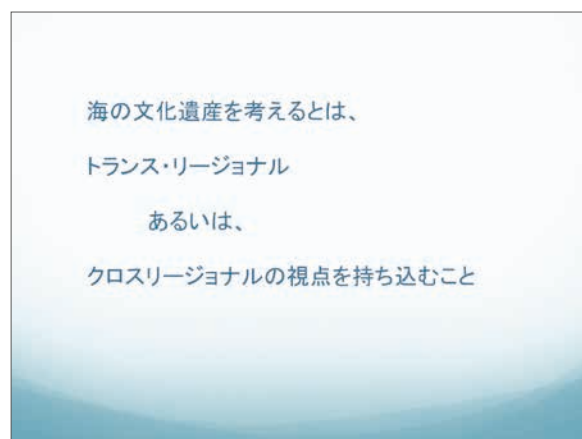 海の文化遺産を考えるとは、
トランス・リージョナル
あるいは、
クロスリージョナルの視点を持ち込むこと